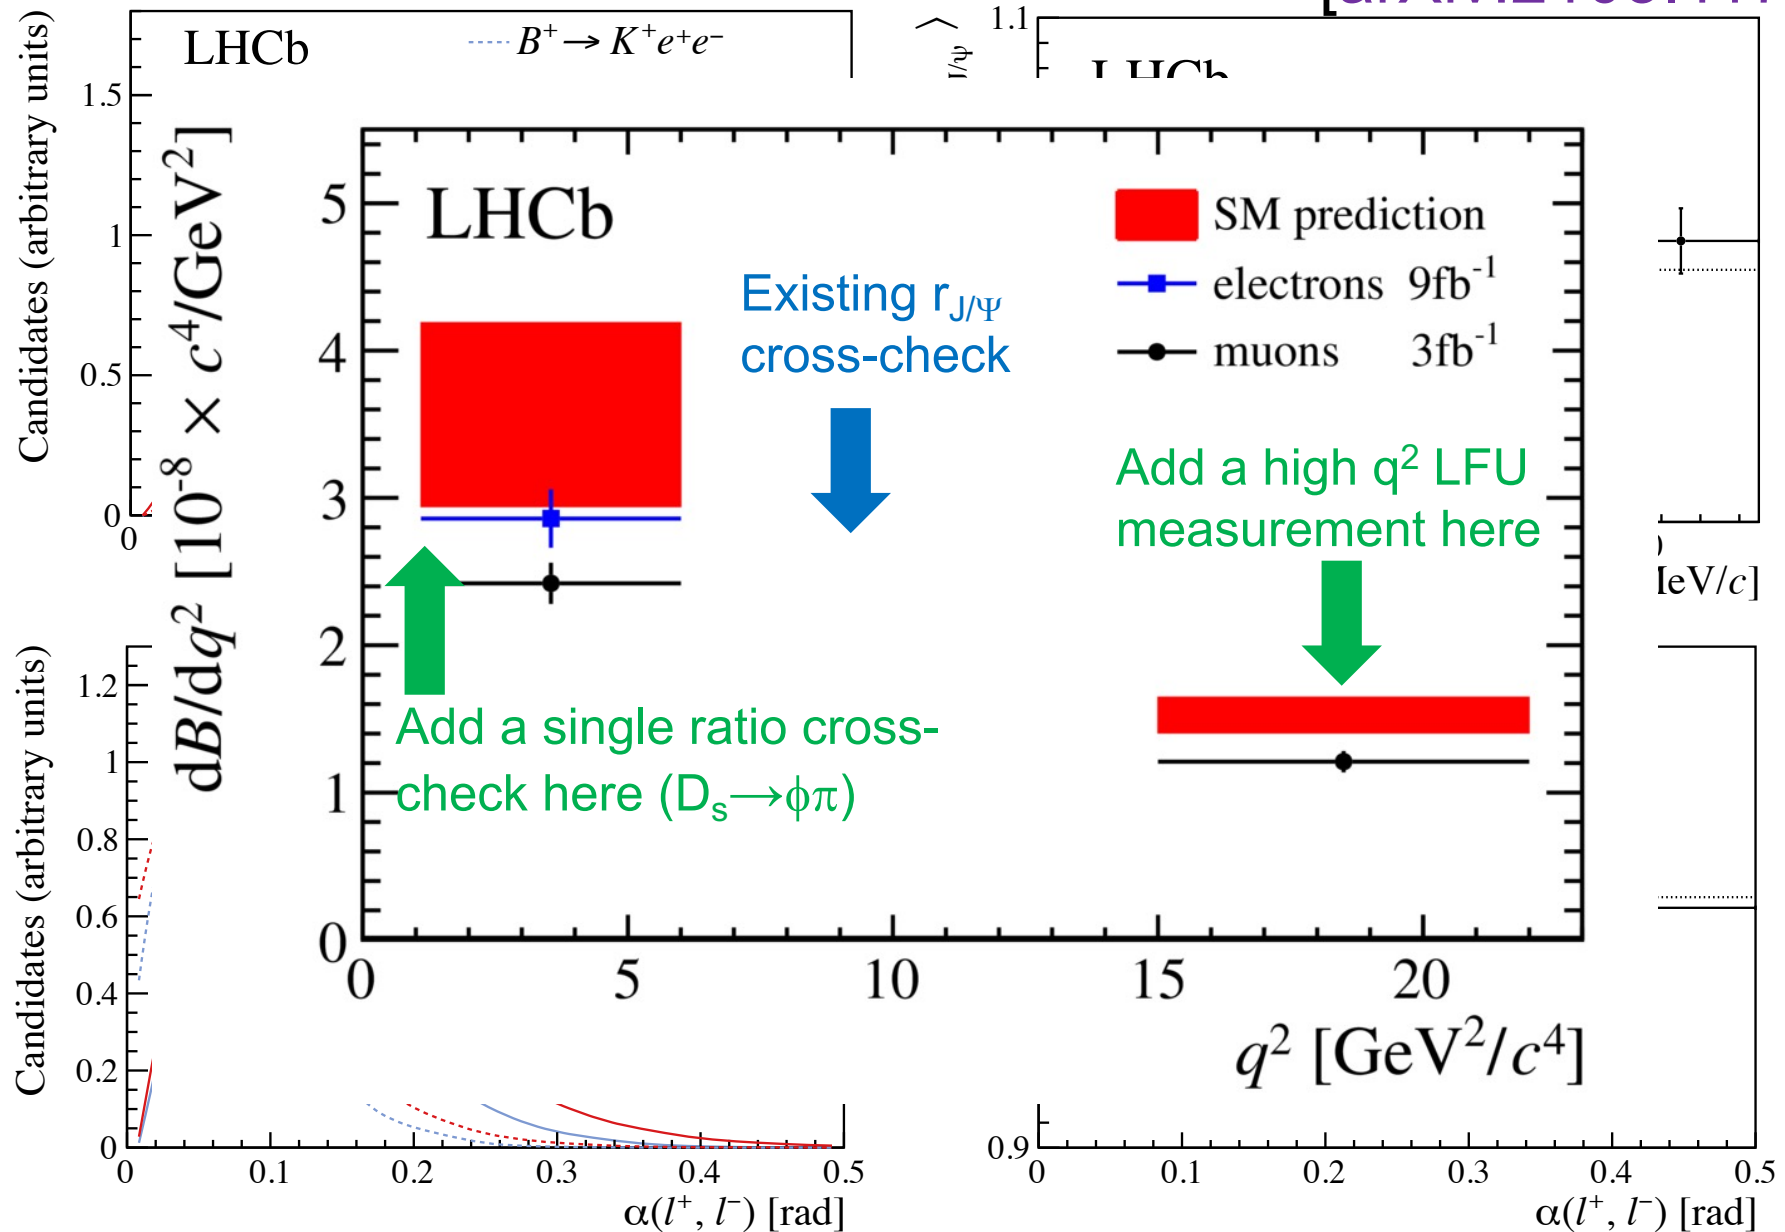 LHCb
B⁺ → K⁺e⁺e⁻
Candidates (arbitrary units)
1.5
1
0.5
0
0
1.1
LHCb
J/ψ
dB/dq² [10⁻⁸ × c⁴/GeV²]
LHCb
SM prediction
electrons 9fb⁻¹
muons 3fb⁻¹
Existing r_J/Ψ
cross-check
Add a high q² LFU
measurement here
Add a single ratio cross-
check here (D_s→ϕπ)
5
4
3
2
1
0
0 5 10 15 20
q² [GeV²/c⁴]
Candidates (arbitrary units)
1.2
1
0.8
0.6
0.4
0.2
0
0 0.1 0.2 0.3 0.4 0.5
α(l⁺, l⁻) [rad]
0.9
0 0.1 0.2 0.3 0.4 0.5
α(l⁺, l⁻) [rad]